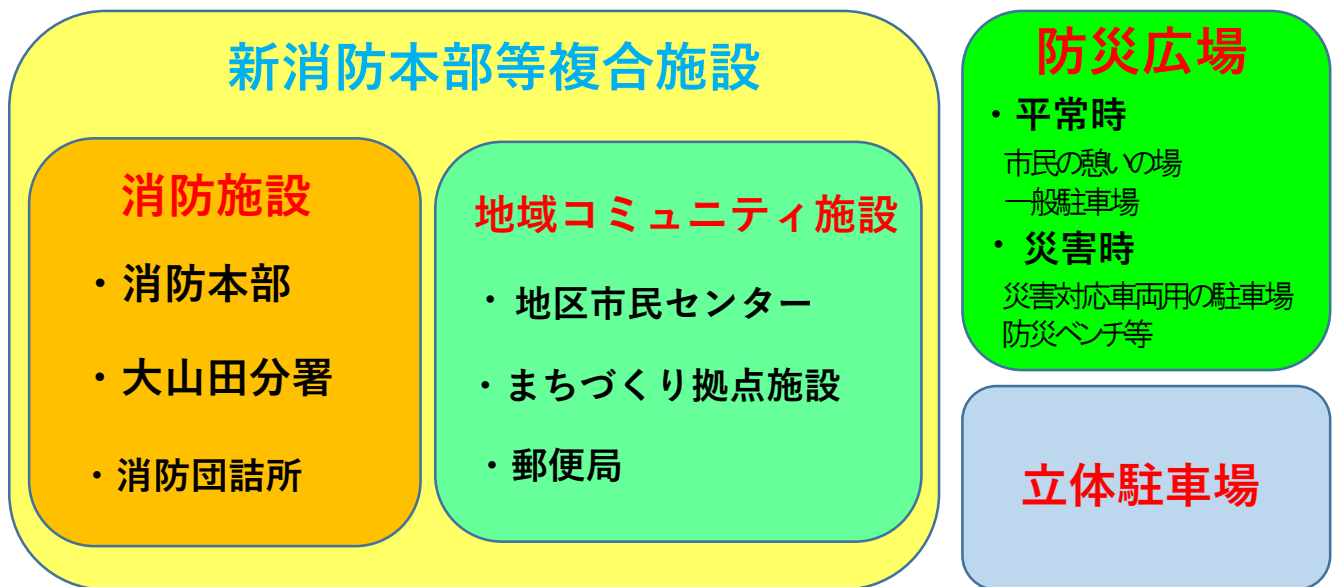 新消防本部等複合施設
消防施設
・消防本部
・大山田分署
・消防団詰所
地域コミュニティ施設
・地区市民センター
・まちづくり拠点施設
・郵便局
防災広場
・平常時
市民の憩いの場
一般駐車場
・災害時
災害対応車両用の駐車場
防災ベンチ等
立体駐車場